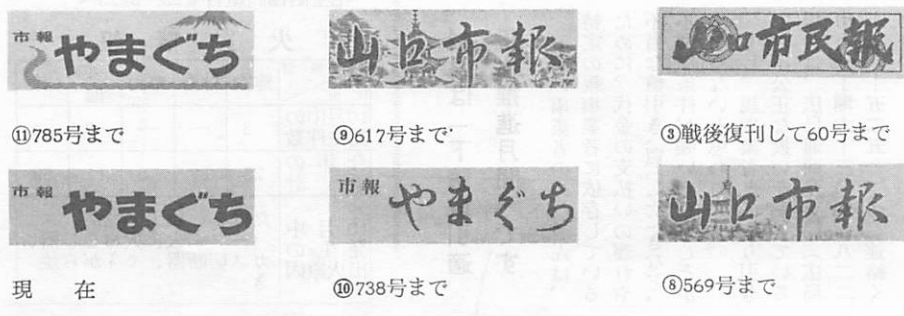 山口市民報
③戦後復刊して60号まで
山口市報
⑧569号まで
山口市報
⑨617号まで
市報
やまぐち
⑩738号まで
市報
やまぐち
⑪785号まで
市報
やまぐち
現在